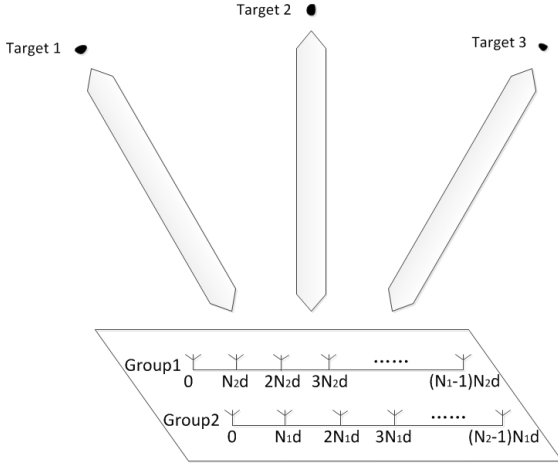 Target 2
Target 1
Target 3
Group1
0 N₂d 2N₂d 3N₂d ...... (N₁-1)N₂d
Group2
0 N₁d 2N₁d 3N₁d ...... (N₂-1)N₁d